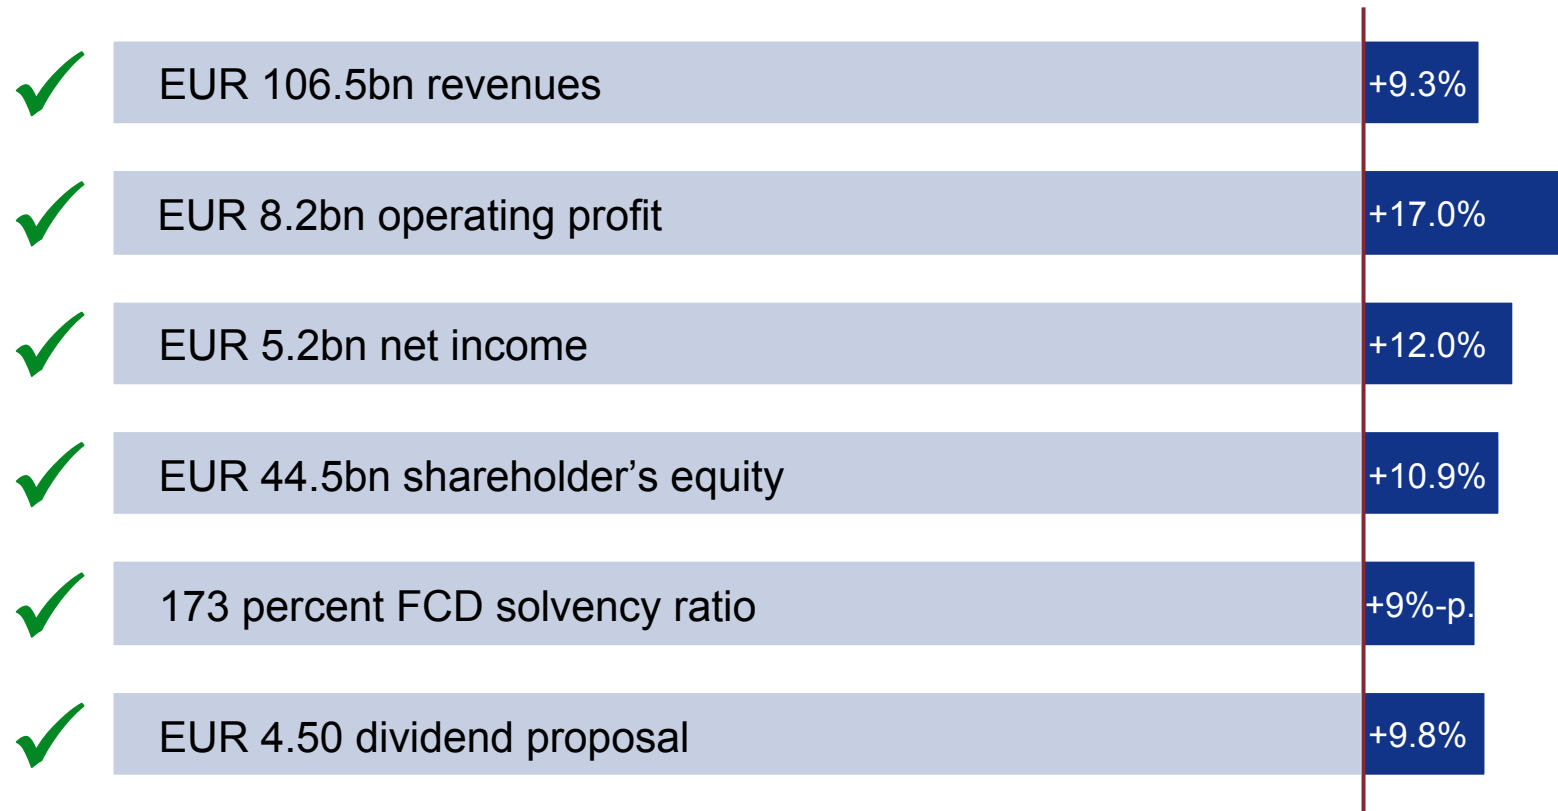 EUR 106.5bn revenues +9.3%
EUR 8.2bn operating profit +17.0%
EUR 5.2bn net income +12.0%
EUR 44.5bn shareholder’s equity +10.9%
173 percent FCD solvency ratio +9%-p.
EUR 4.50 dividend proposal +9.8%